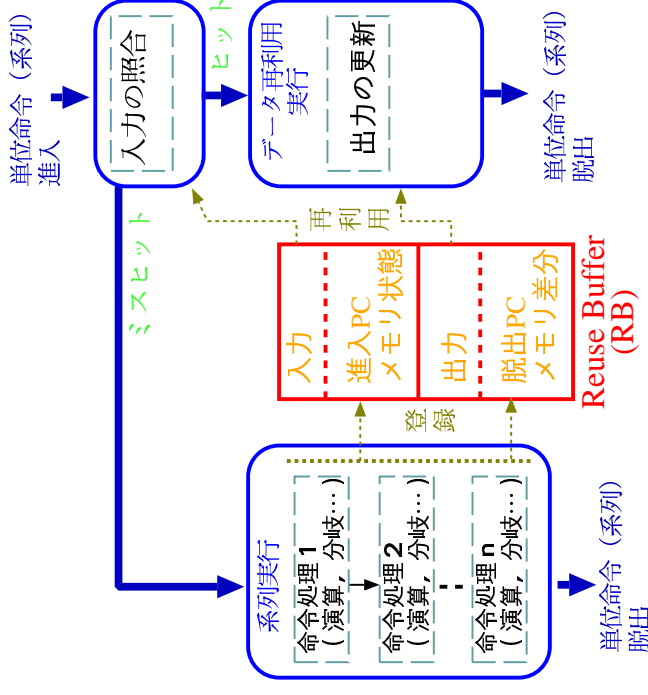 単位命令（系列）
進入
入力の照合
ミスヒット
ヒット
データ再利用
実行
出力の更新
単位命令（系列）
脱出
再
利
用
入力
進入PC
メモリ状態
出力
脱出PC
メモリ差分
Reuse Buffer
(RB)
登
録
系列実行
命令処理1
(演算, 分岐…)
命令処理2
(演算, 分岐…)
命令処理n
(演算, 分岐…)
単位命令（系列）
脱出